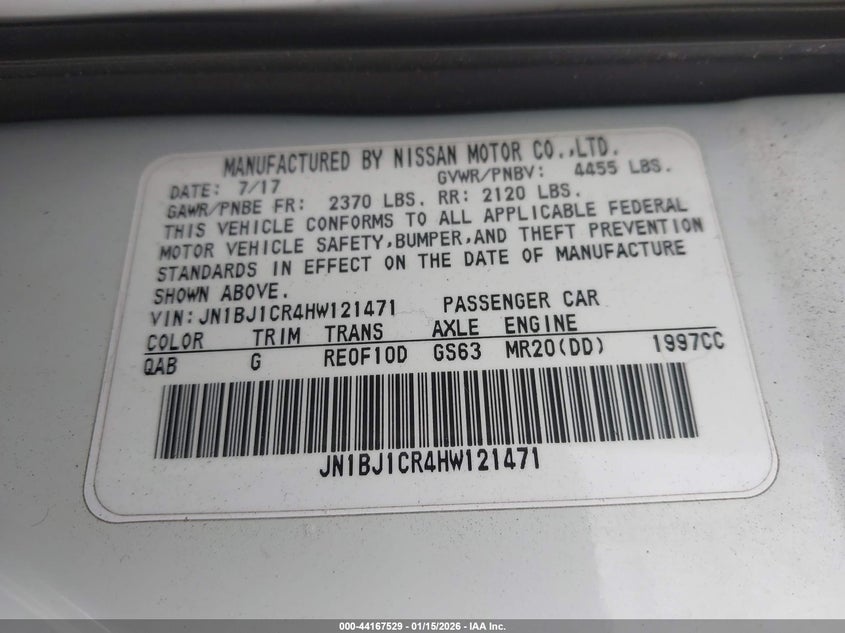 MANUFACTURED BY NISSAN MOTOR CO.,LTD.
DATE: 7/17 GVWR/PNBV: 4455 LBS.
GAWR/PNBE FR: 2370 LBS. RR: 2120 LBS.
THIS VEHICLE CONFORMS TO ALL APPLICABLE FEDERAL
MOTOR VEHICLE SAFETY,BUMPER,AND THEFT PREVENTION
STANDARDS IN EFFECT ON THE DATE OF MANUFACTURE
SHOWN ABOVE.
VIN:JN1BJ1CR4HW121471 PASSENGER CAR
COLOR TRIM TRANS AXLE ENGINE
QAB G RE0F10D GS63 MR20(DD) 1997CC
JN1BJ1CR4HW121471
000-44167529 - 01/15/2026 - IAA Inc.